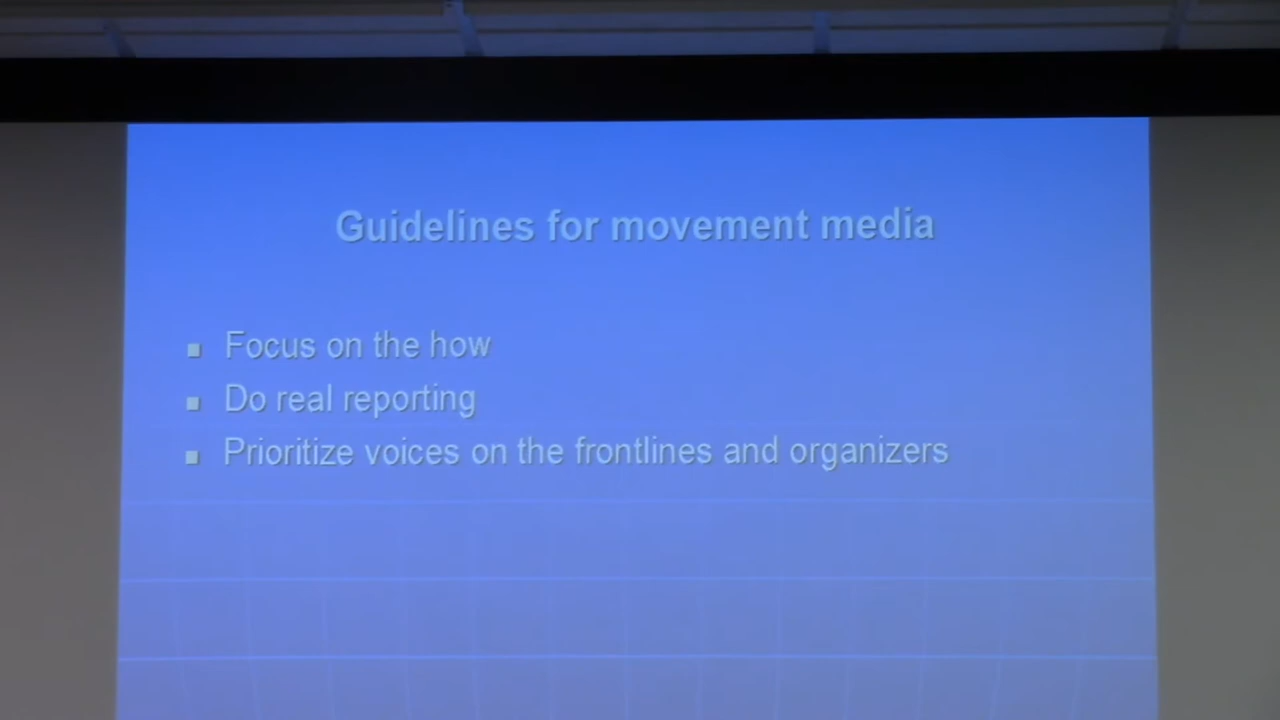 Guidelines for movement media
Focus on the how
Do real reporting
Prioritize voices on the frontlines and organizers